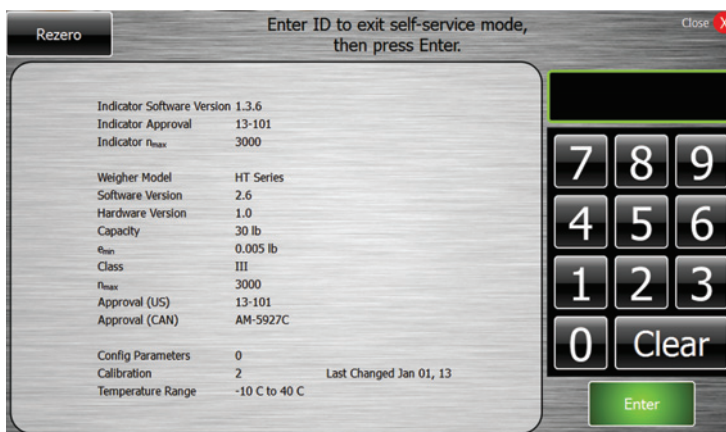 Rezero
Enter ID to exit self-service mode,
then press Enter.
Close X
Indicator Software Version 1.3.6
Indicator Approval 13-101
Indicator nmax 3000
Weigher Model HT Series
Software Version 2.6
Hardware Version 1.0
Capacity 30 lb
emin 0.005 lb
Class III
nmax 3000
Approval (US) 13-101
Approval (CAN) AM-5927C
Config Parameters 0
Calibration 2 Last Changed Jan 01, 13
Temperature Range -10 C to 40 C
7 8 9
4 5 6
1 2 3
0 Clear
Enter